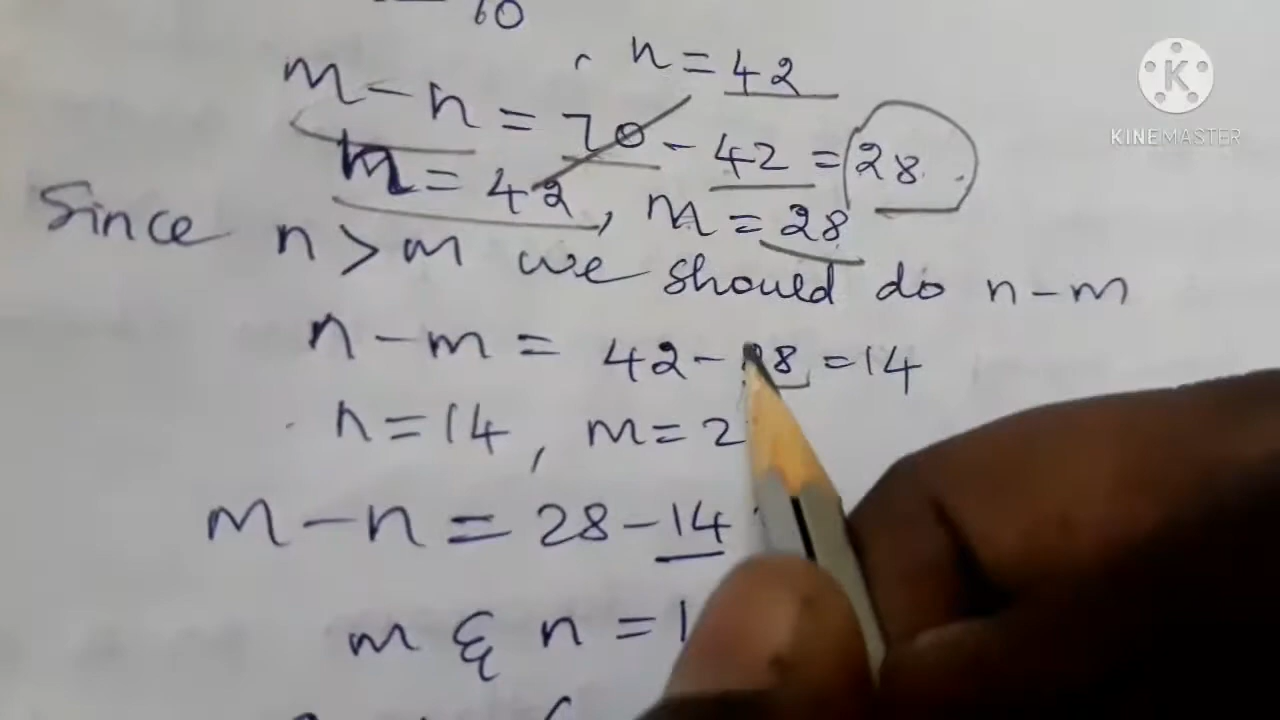 60
n = 42
m - n = 70 - 42 = 28.
m = 42, m = 28
Since n > m we should do n - m
n - m = 42 - 28 = 14
n = 14, m = 2
m - n = 28 - 14
m & n = 1
K
KINEMASTER